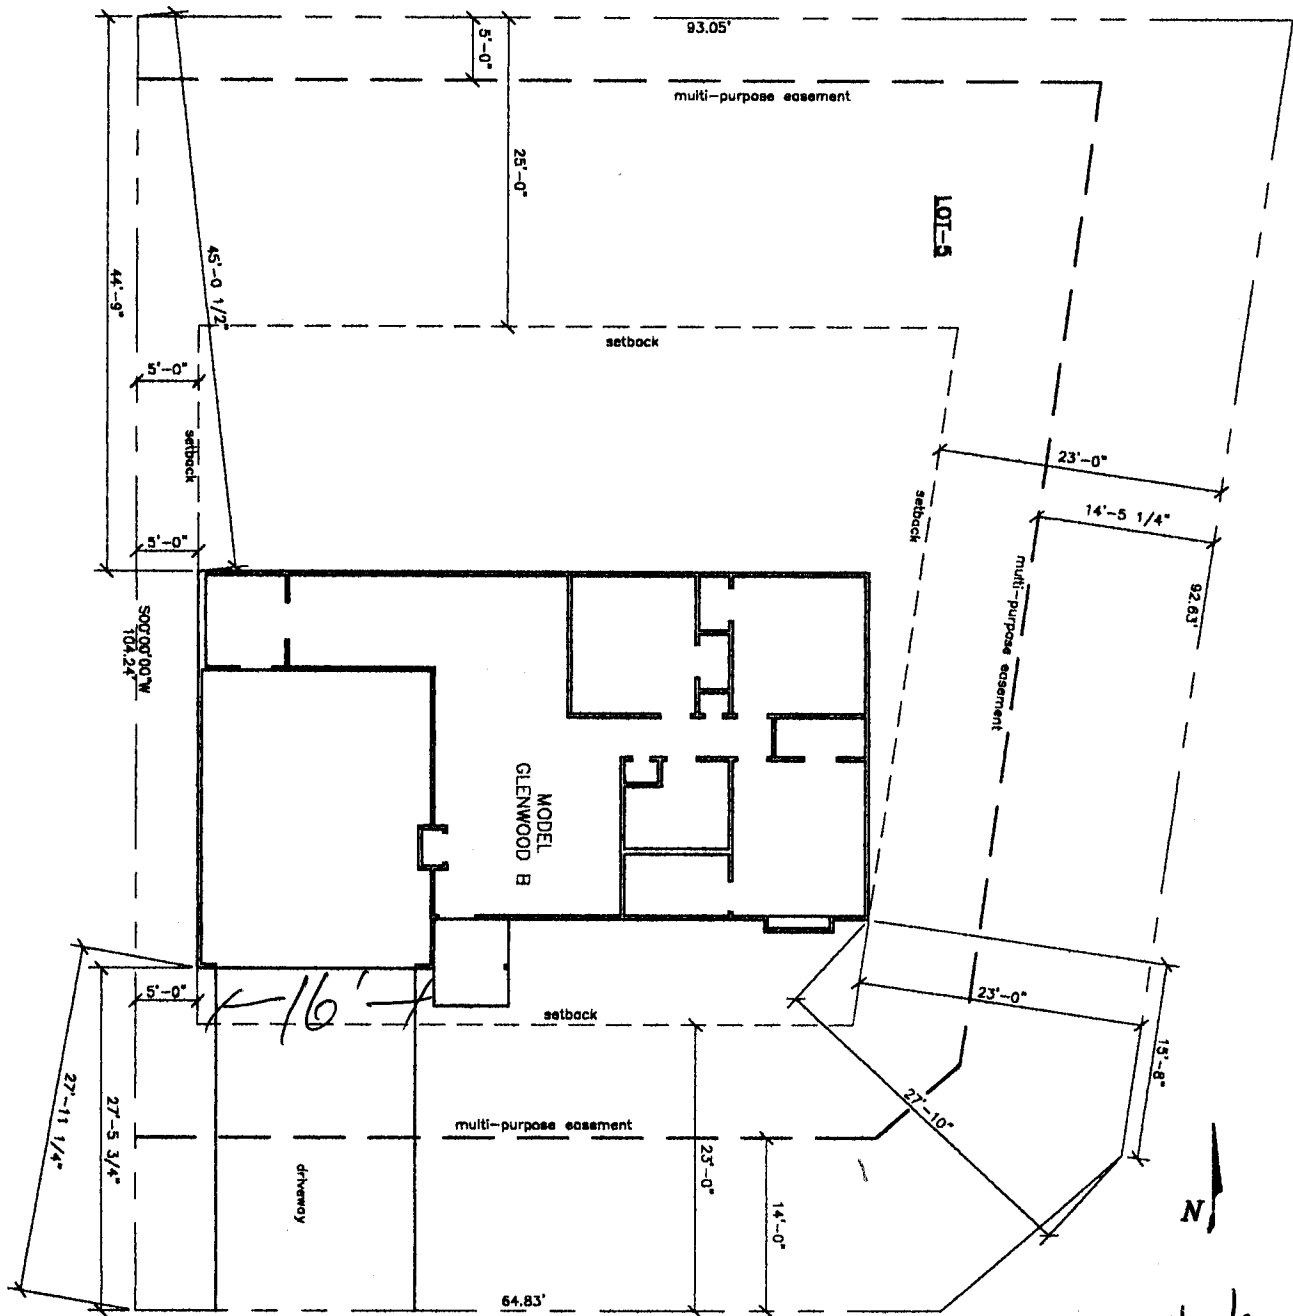 93.05'
5'-0"
multi-purpose easement
25'-0"
LOT-5
45'-0 1/2"
44'-9"
setback
5'-0"
setback
23'-0"
setback
14'-5 1/4"
5'-0"
multi-purpose easement
92.63'
S00°00'00"W
104.24'
MODEL
GLENWOOD B
5'-0"
16'
setback
23'-0"
15'-8"
27'-11 1/4"
27'-5 3/4"
multi-purpose easement
27'-10"
driveway
23'-0"
14'-0"
N
64.83'